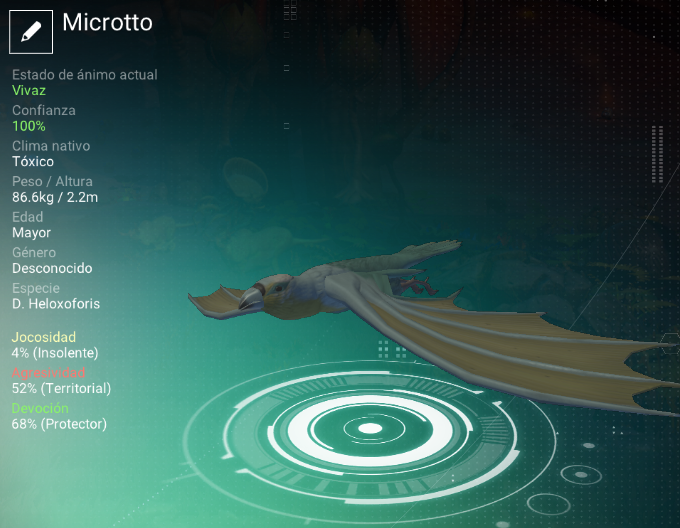 Microtto
Estado de ánimo actual
Vivaz
Confianza
100%
Clima nativo
Tóxico
Peso / Altura
86.6kg / 2.2m
Edad
Mayor
Género
Desconocido
Especie
D. Heloxoforis
Jocosidad
4% (Insolente)
Agresividad
52% (Territorial)
Devoción
68% (Protector)